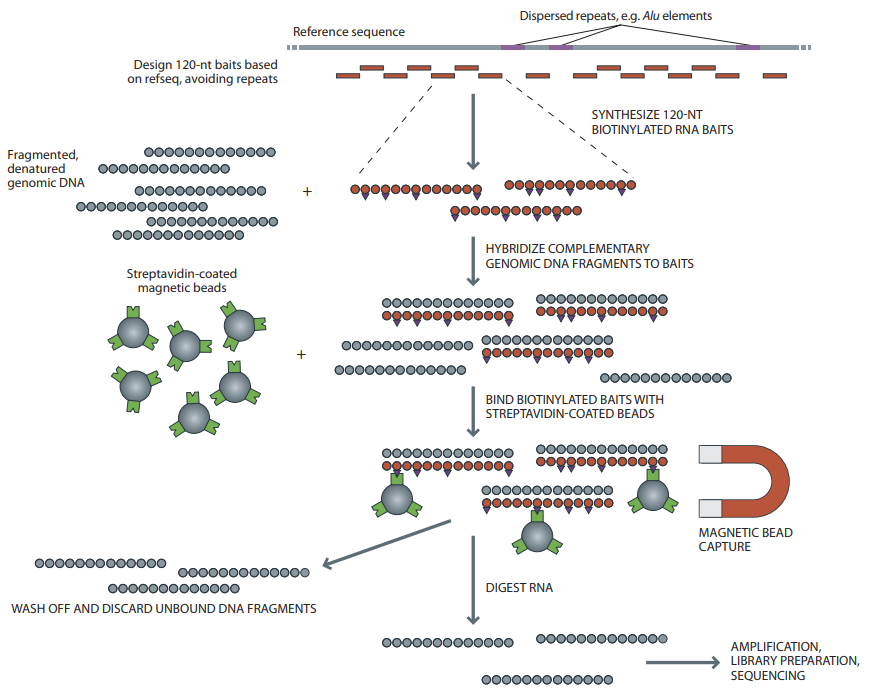 Dispersed repeats, e.g. Alu elements
Reference sequence
Design 120-nt baits based
on refseq, avoiding repeats
SYNTHESIZE 120-NT
BIOTINYLATED RNA BAITS
Fragmented,
denatured
genomic DNA
+
HYBRIDIZE COMPLEMENTARY
GENOMIC DNA FRAGMENTS TO BAITS
Streptavidin-coated
magnetic beads
+
BIND BIOTINYLATED BAITS WITH
STREPTAVIDIN-COATED BEADS
MAGNETIC BEAD
CAPTURE
DIGEST RNA
WASH OFF AND DISCARD UNBOUND DNA FRAGMENTS
AMPLIFICATION,
LIBRARY PREPARATION,
SEQUENCING